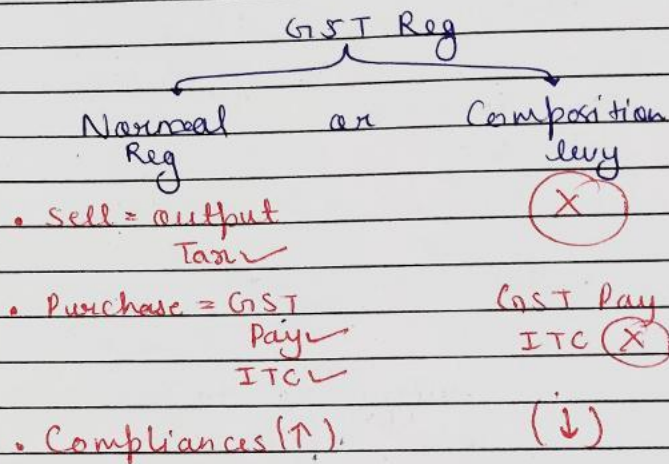 GST Reg
Normal or Composition
Reg levy
• Sell = output X
Tax ✓
• Purchase = GST GST Pay
Pay ✓ ITC X
ITC ✓
• Compliances (↑). (↓)